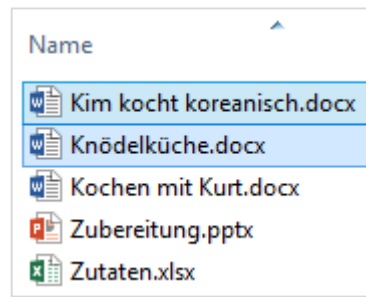 Name
Kim kocht koreanisch.docx
Knödelküche.docx
Kochen mit Kurt.docx
Zubereitung.pptx
Zutaten.xlsx